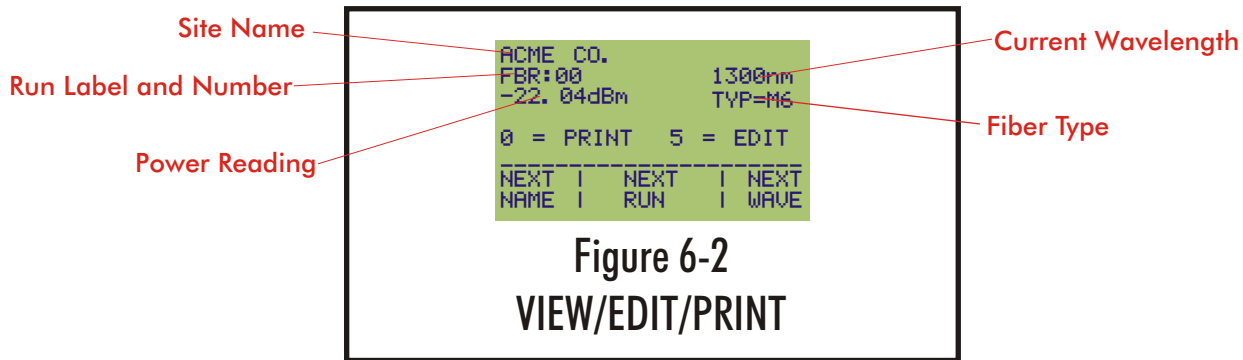 Site Name
Run Label and Number
Power Reading
ACME CO.
FBR:00 1300nm
-22. 04dBm TYP=M6
0 = PRINT 5 = EDIT
NEXT | NEXT | NEXT
NAME | RUN | WAVE
Current Wavelength
Fiber Type
Figure 6-2
VIEW/EDIT/PRINT